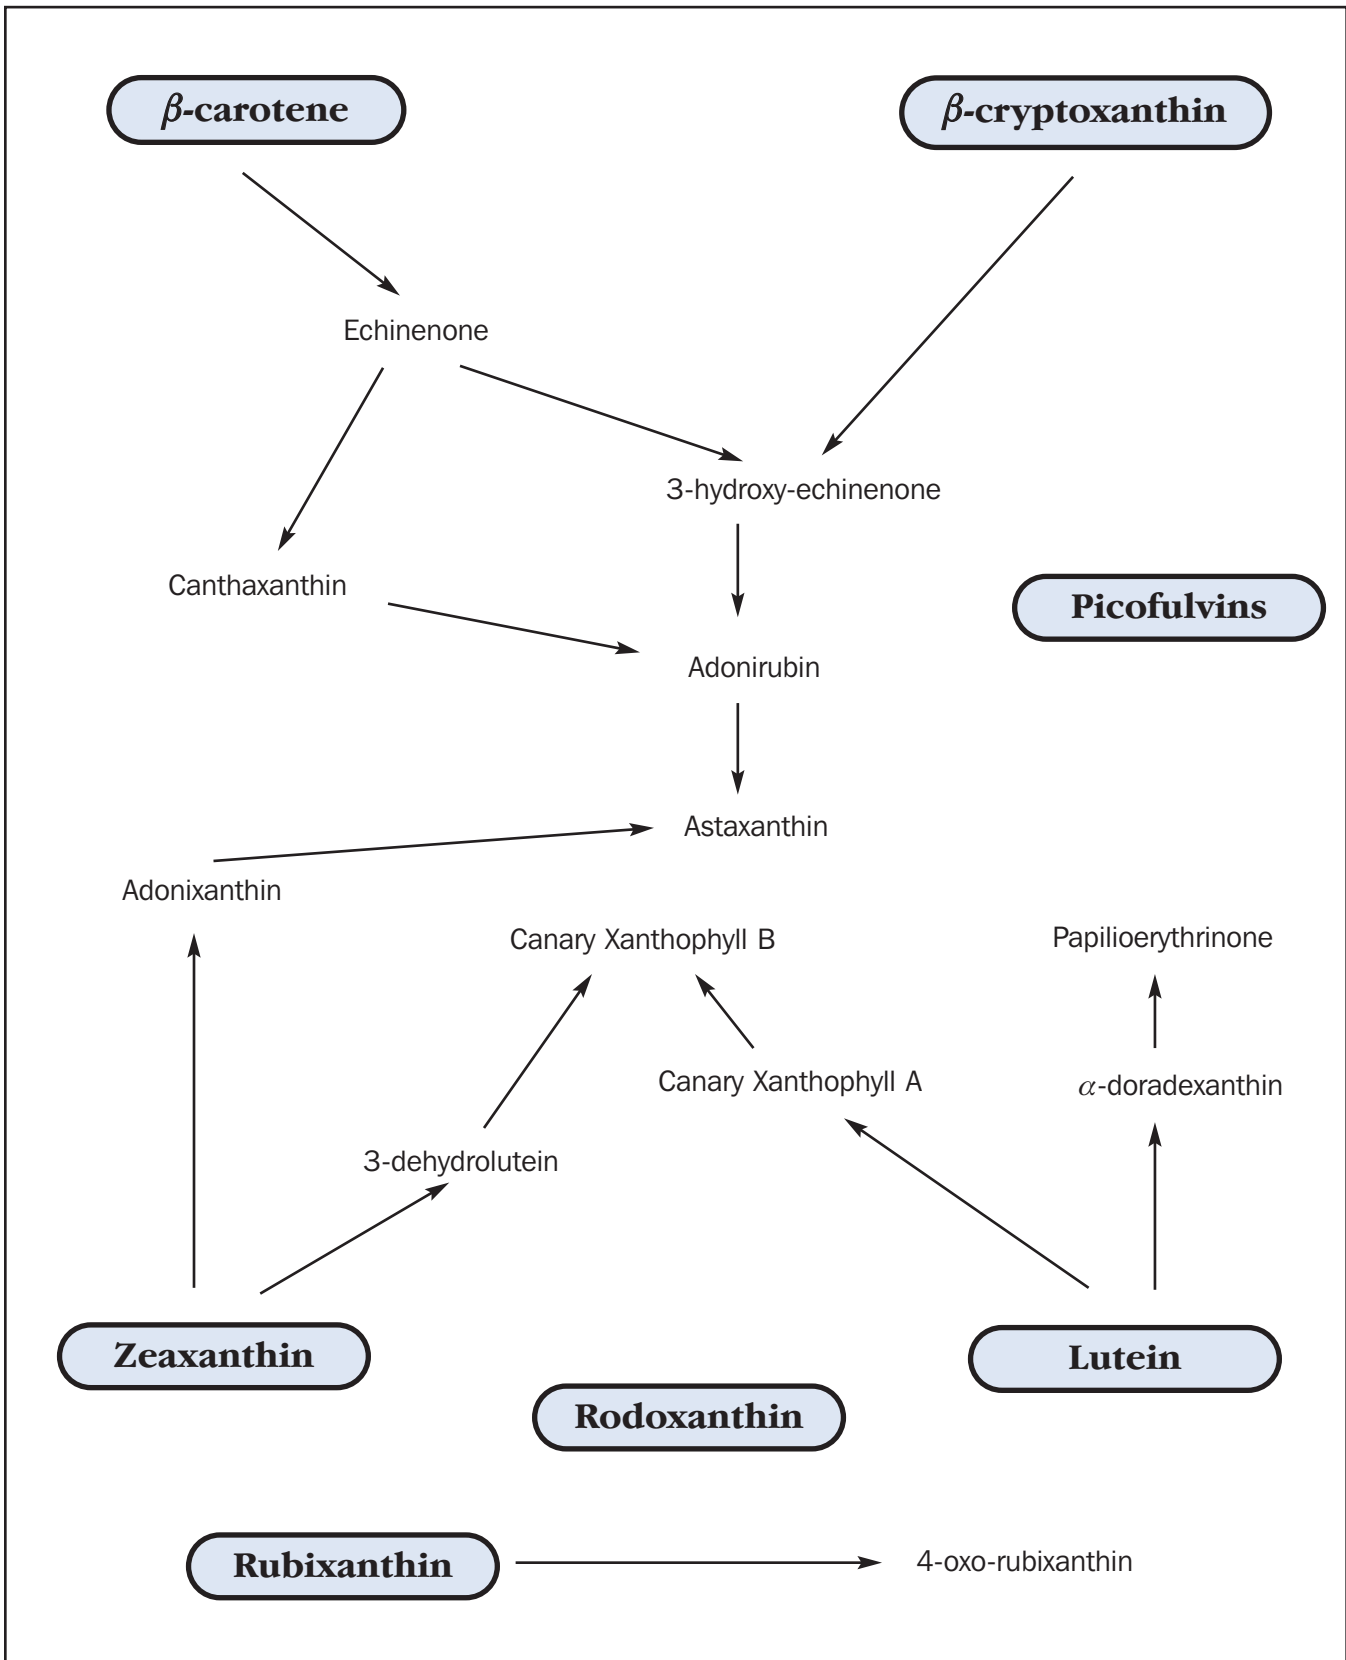 β-carotene
β-cryptoxanthin
Echinenone
3-hydroxy-echinenone
Canthaxanthin
Picofulvins
Adonirubin
Astaxanthin
Adonixanthin
Canary Xanthophyll B
Papilioerythrinone
Canary Xanthophyll A
α-doradexanthin
3-dehydrolutein
Zeaxanthin
Lutein
Rodoxanthin
Rubixanthin
4-oxo-rubixanthin